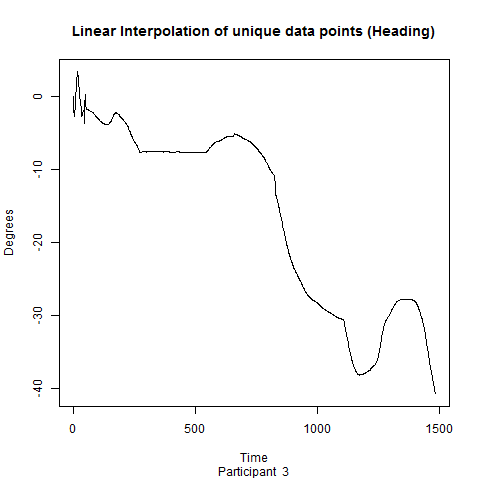 Linear Interpolation of unique data points (Heading)
0
-10
-20
-30
-40
Degrees
0 500 1000 1500
Time
Participant 3